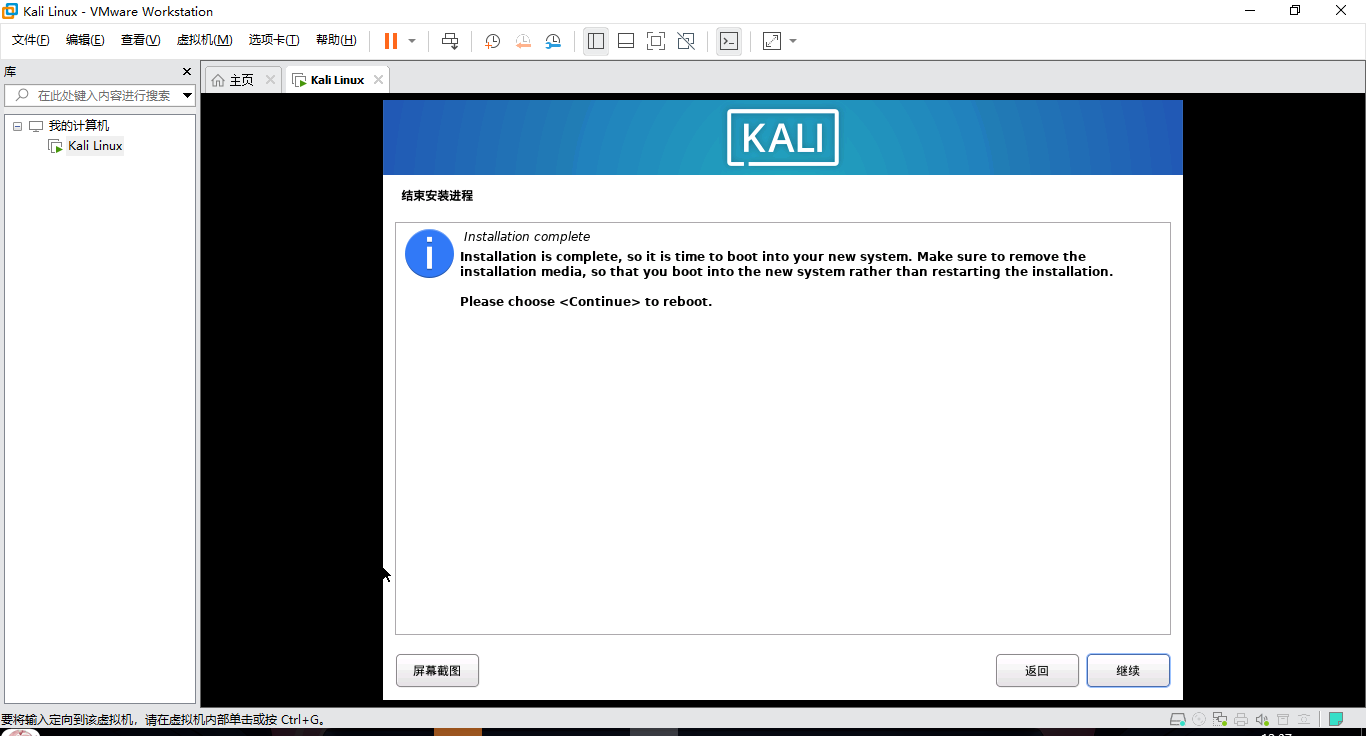 Kali Linux - VMware Workstation
文件(F) 编辑(E) 查看(V) 虚拟机(M) 选项卡(T) 帮助(H)
库
在此处键入内容进行搜索
我的计算机
Kali Linux
主页
Kali Linux
KALI
结束安装进程
Installation complete
Installation is complete, so it is time to boot into your new system. Make sure to remove the
installation media, so that you boot into the new system rather than restarting the installation.
Please choose <Continue> to reboot.
屏幕截图
返回
继续
要将输入定向到该虚拟机，请在虚拟机内部单击或按 Ctrl+G。